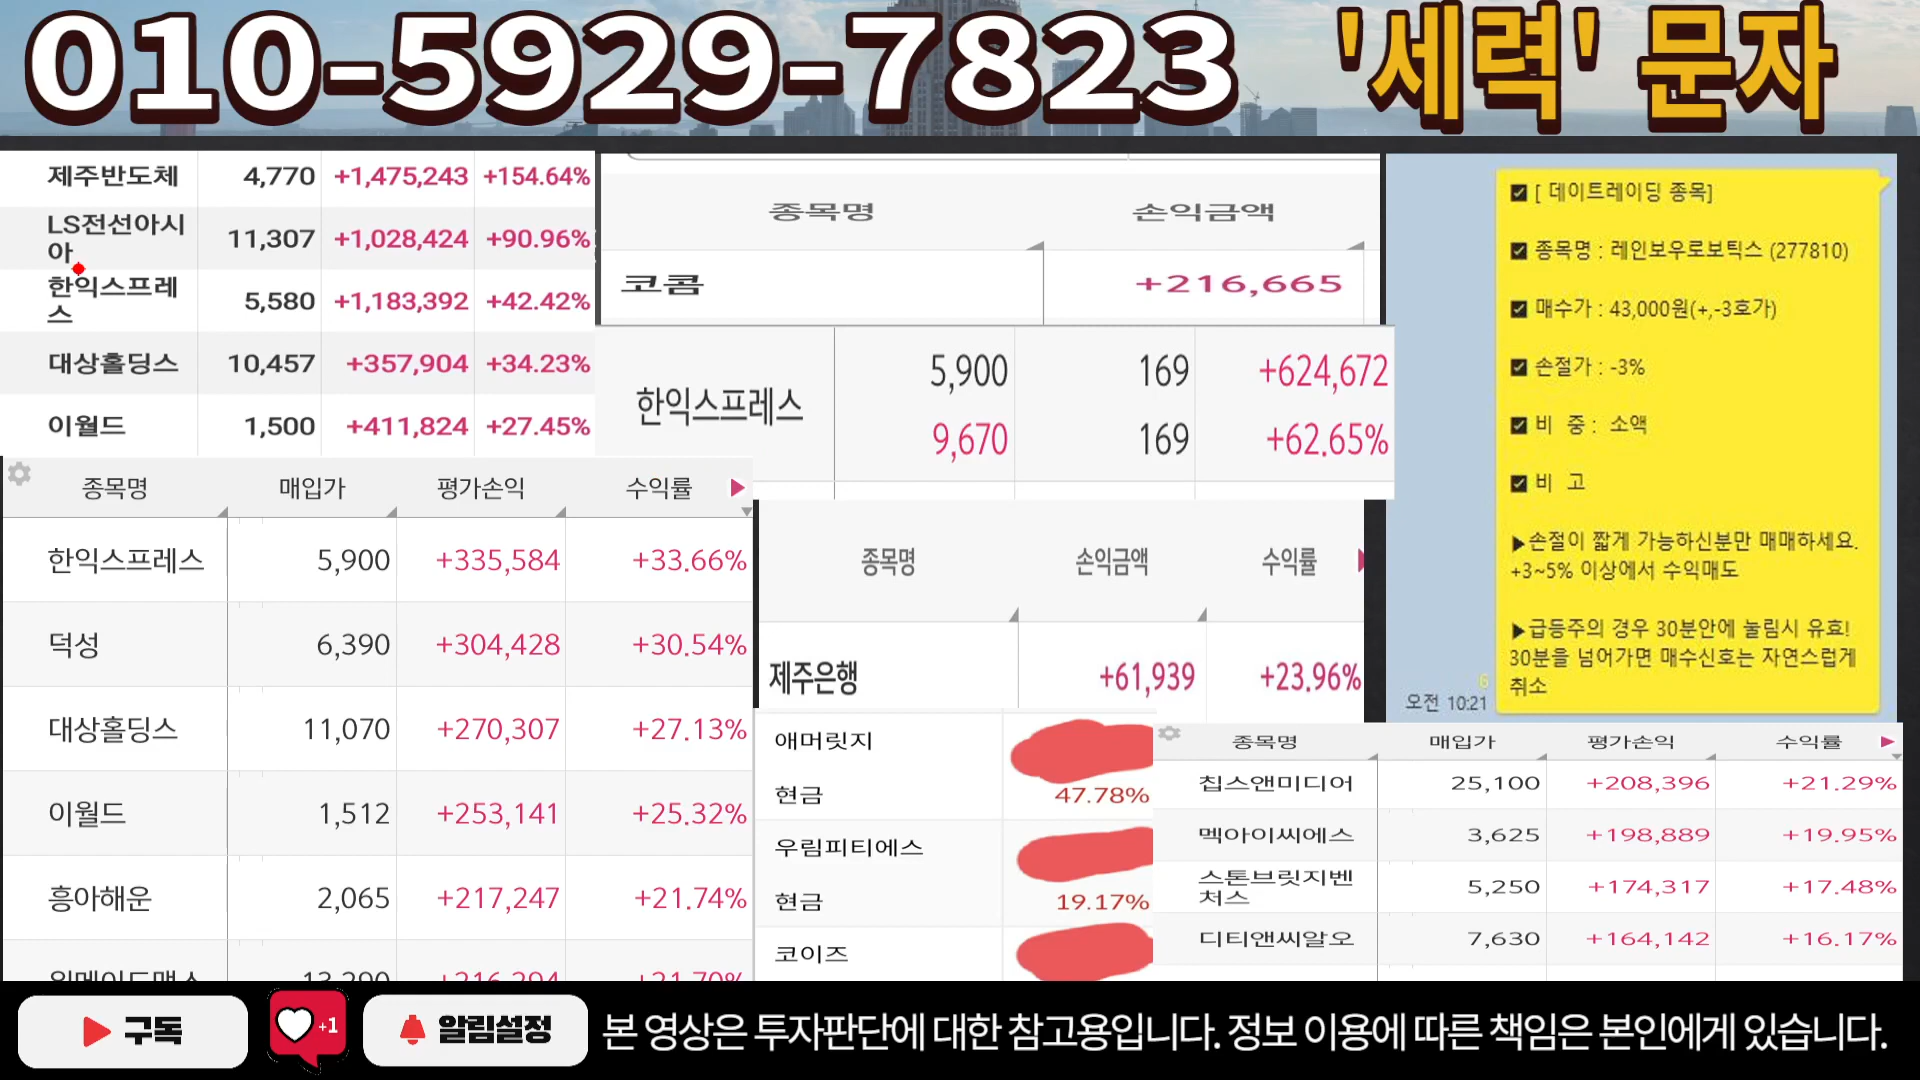 010-5929-7823 '세력' 문자
제주반도체 4,770 +1,475,243 +154.64%
LS전선아시아 11,307 +1,028,424 +90.96%
한익스프레스 5,580 +1,183,392 +42.42%
대상홀딩스 10,457 +357,904 +34.23%
이월드 1,500 +411,824 +27.45%
종목명 손익금액
코콤 +216,665
한익스프레스 5,900 169 +624,672
9,670 169 +62.65%
종목명 매입가 평가손익 수익률
한익스프레스 5,900 +335,584 +33.66%
덕성 6,390 +304,428 +30.54%
대상홀딩스 11,070 +270,307 +27.13%
이월드 1,512 +253,141 +25.32%
흥아해운 2,065 +217,247 +21.74%
종목명 손익금액 수익률
제주은행 +61,939 +23.96%
애머릿지
현금 47.78%
우림피티에스
현금 19.17%
코이즈
[ 데이트레이딩 종목]
종목명 : 레인보우로보틱스 (277810)
매수가 : 43,000원(+,-3호가)
손절가 : -3%
비 중 : 소액
비 고
▶손절이 짧게 가능하신분만 매매하세요.
+3~5% 이상에서 수익매도
▶급등주의 경우 30분안에 눌림시 유효!
30분을 넘어가면 매수신호는 자연스럽게
취소
6
오전 10:21
종목명 매입가 평가손익 수익률
칩스앤미디어 25,100 +208,396 +21.29%
멕아이씨에스 3,625 +198,889 +19.95%
스톤브릿지벤처스 5,250 +174,317 +17.48%
디티앤씨알오 7,630 +164,142 +16.17%
구독 +1 알림설정 본 영상은 투자판단에 대한 참고용입니다. 정보 이용에 따른 책임은 본인에게 있습니다.